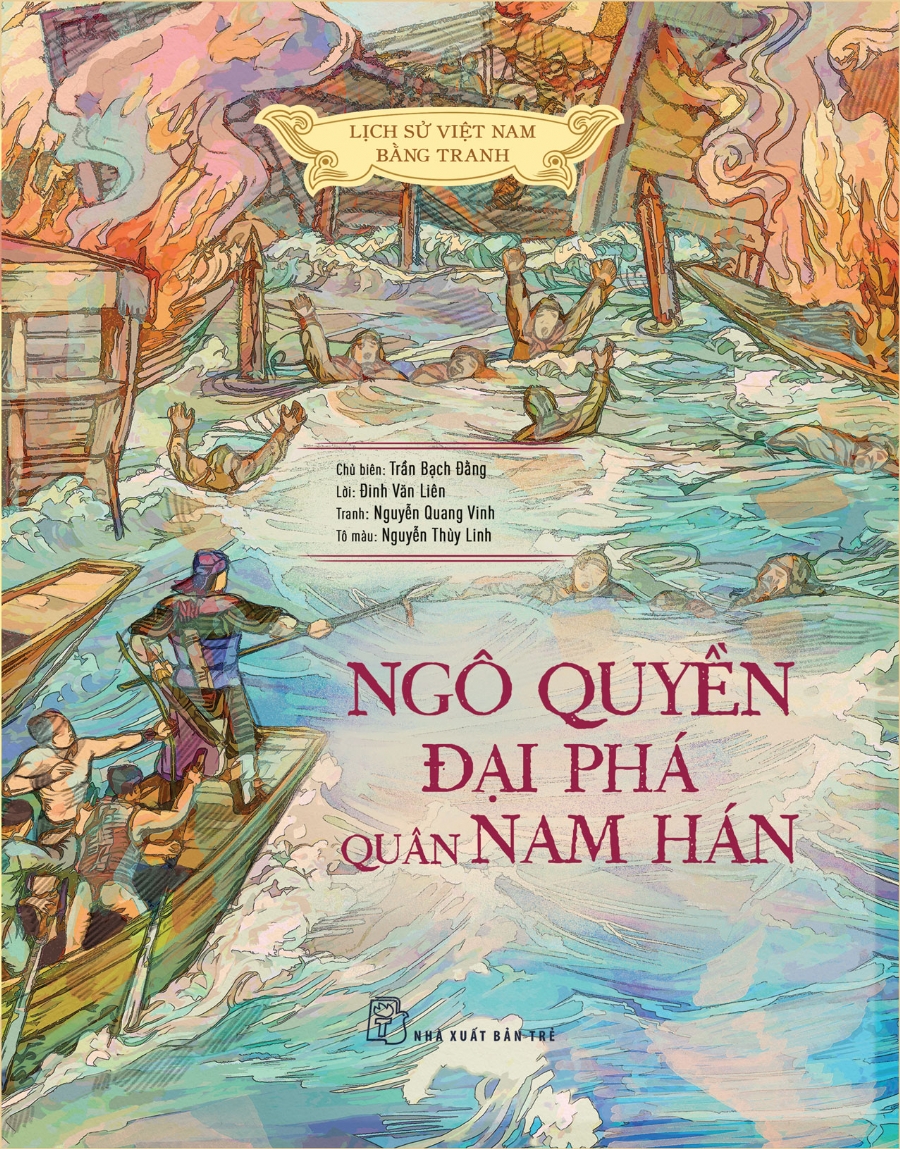 LỊCH SỬ VIỆT NAM
BẰNG TRANH
Chủ biên: Trần Bạch Đằng
Lời: Đinh Văn Liên
Tranh: Nguyễn Quang Vinh
Tô màu: Nguyễn Thùy Linh
NGÔ QUYỀN
ĐẠI PHÁ
QUÂN NAM HÁN
NHÀ XUẤT BẢN TRẺ